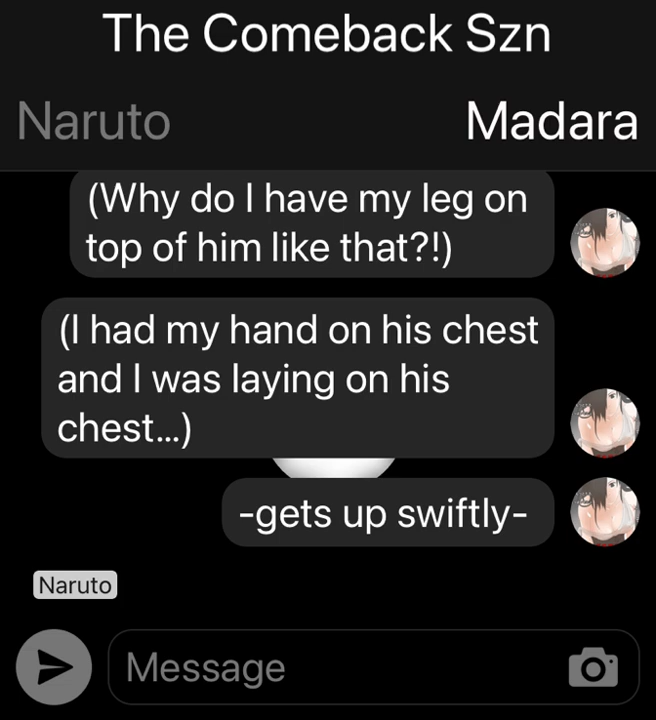 The Comeback Szn
Naruto
Madara
(Why do I have my leg on
top of him like that?!)
(I had my hand on his chest
and I was laying on his
chest...)
-gets up swiftly-
Naruto
Message